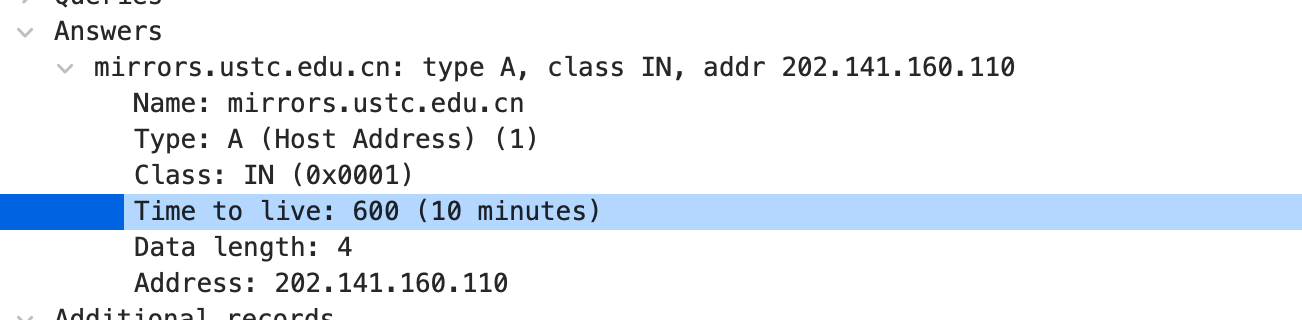 Queries
Answers
mirrors.ustc.edu.cn: type A, class IN, addr 202.141.160.110
Name: mirrors.ustc.edu.cn
Type: A (Host Address) (1)
Class: IN (0x0001)
Time to live: 600 (10 minutes)
Data length: 4
Address: 202.141.160.110
Additional records